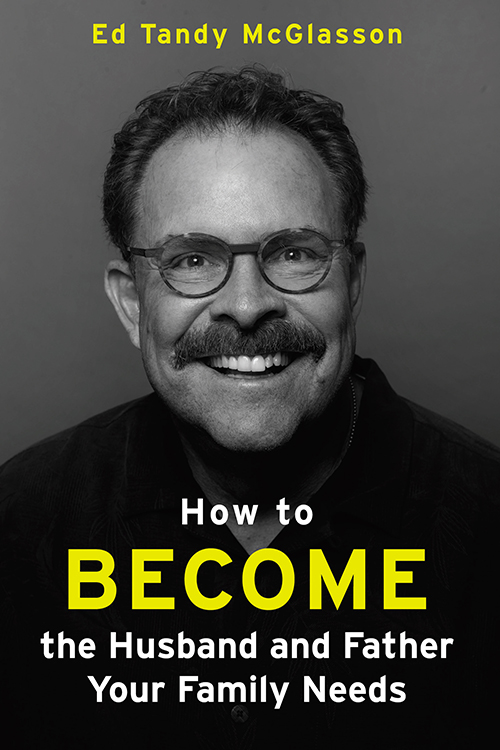 Ed Tandy McGlasson
How to
BECOME
the Husband and Father
Your Family Needs